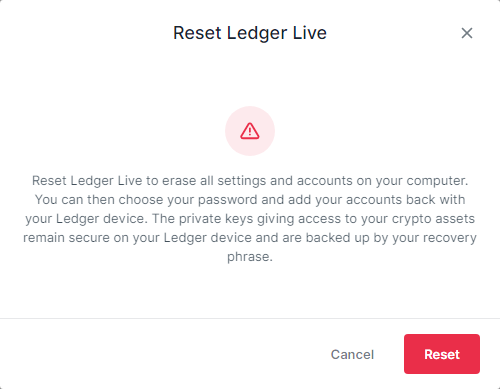 Reset Ledger Live
Reset Ledger Live to erase all settings and accounts on your computer.
You can then choose your password and add your accounts back with
your Ledger device. The private keys giving access to your crypto assets
remain secure on your Ledger device and are backed up by your recovery
phrase.
Cancel
Reset